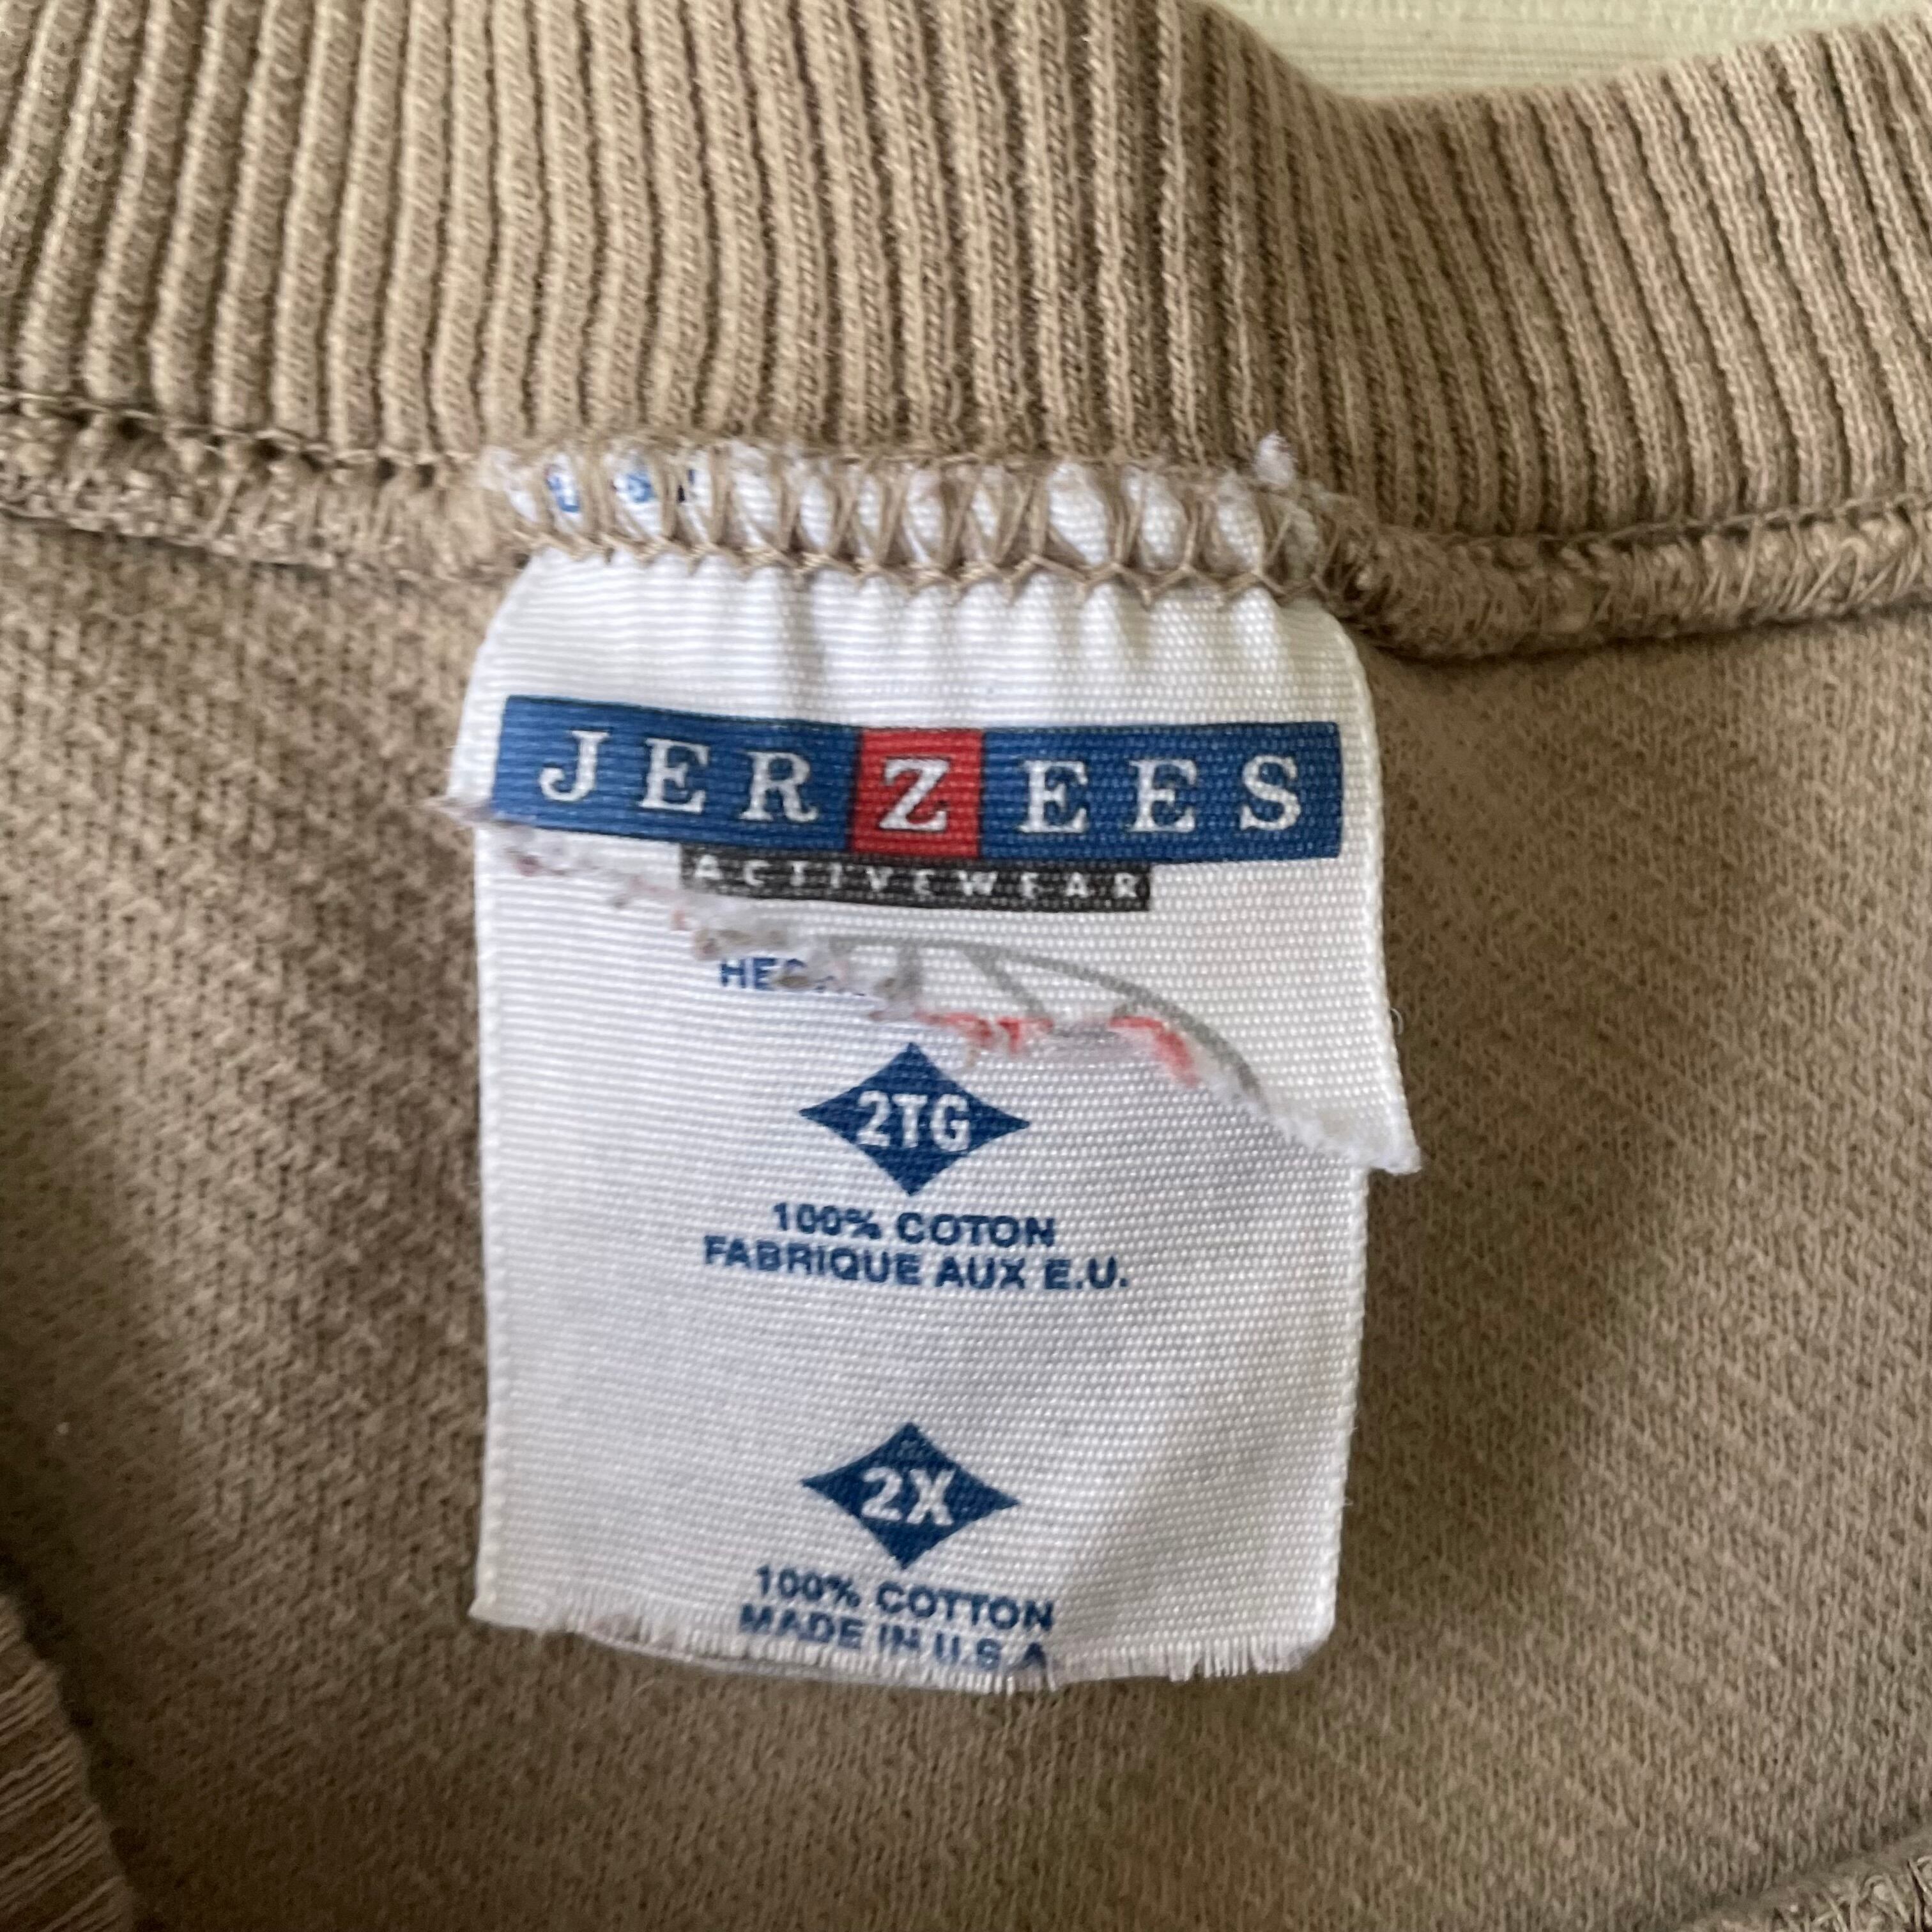 JERZEES
ACTIVEWEAR
2TG
100% COTON
FABRIQUE AUX E.U.
2X
100% COTTON
MADE IN U.S.A